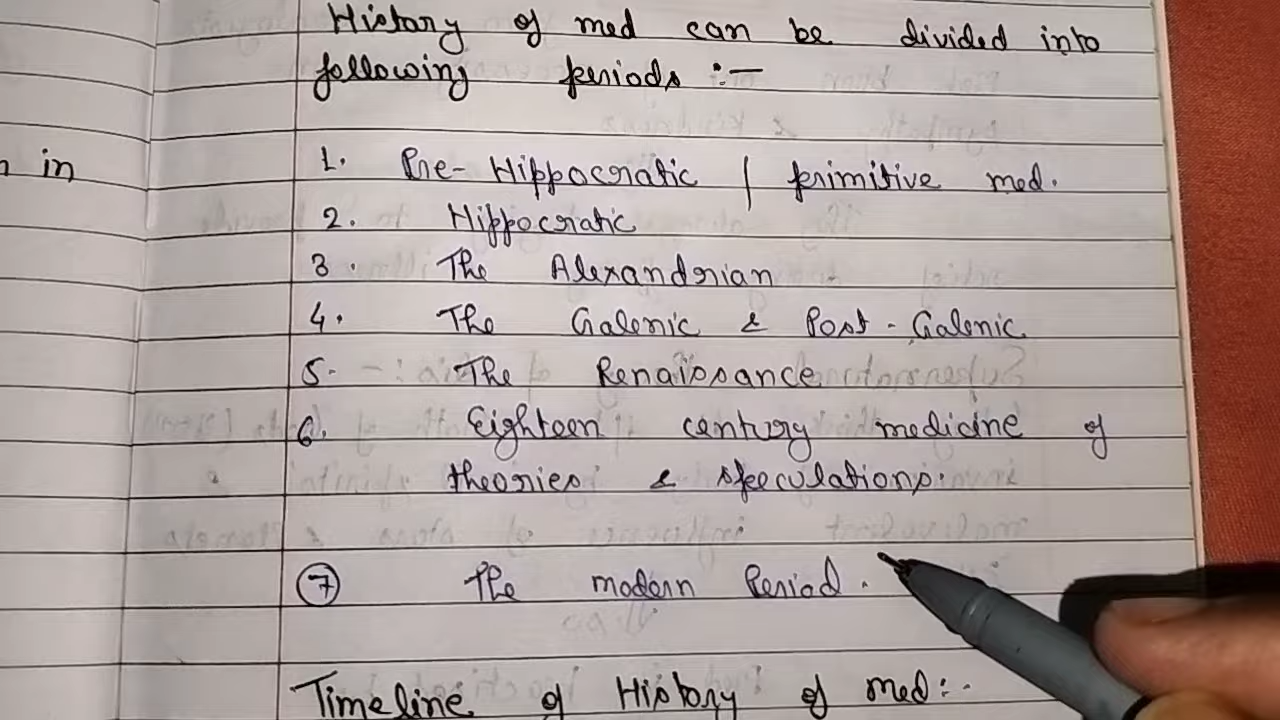 History of med can be divided into
following periods :-
in
1. Pre-Hippocratic / primitive med.
2. Hippocratic
3. The Alexandrian
4. The Galenic & Post-Galenic
5. The Renaissance
6. Eighteen century medicine of
theories & speculations.
7 The modern Period.
Timeline of History of med:-